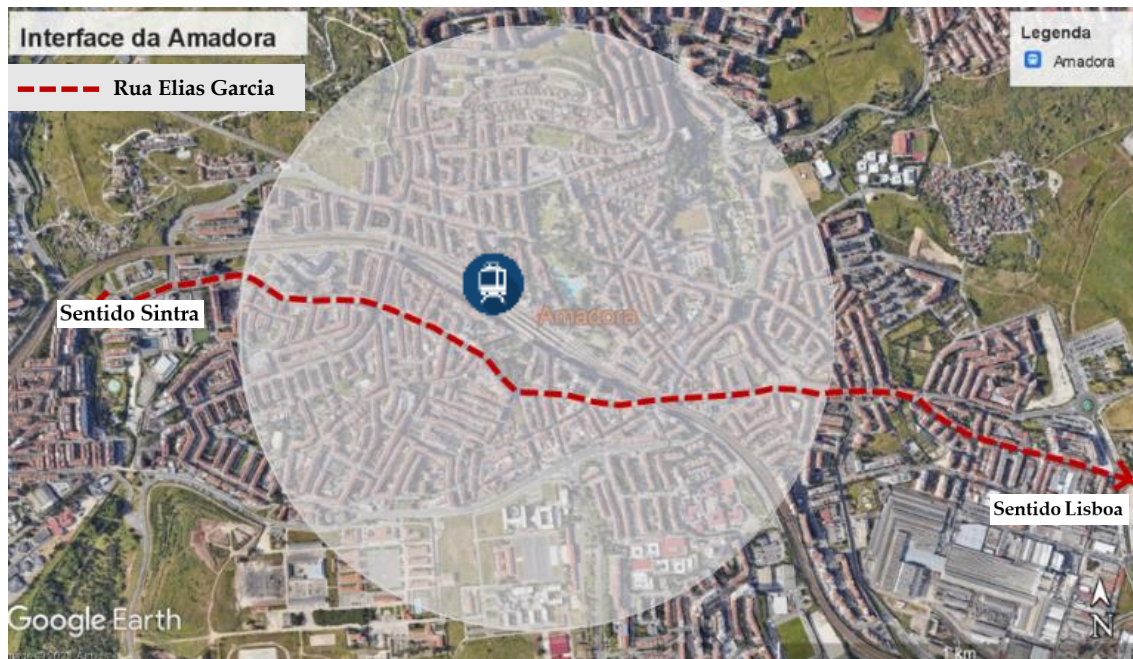 Interface da Amadora
Rua Elias Garcia
Legenda
Amadora
Amadora
Sentido Sintra
Sentido Lisboa
Google Earth
N
1 km